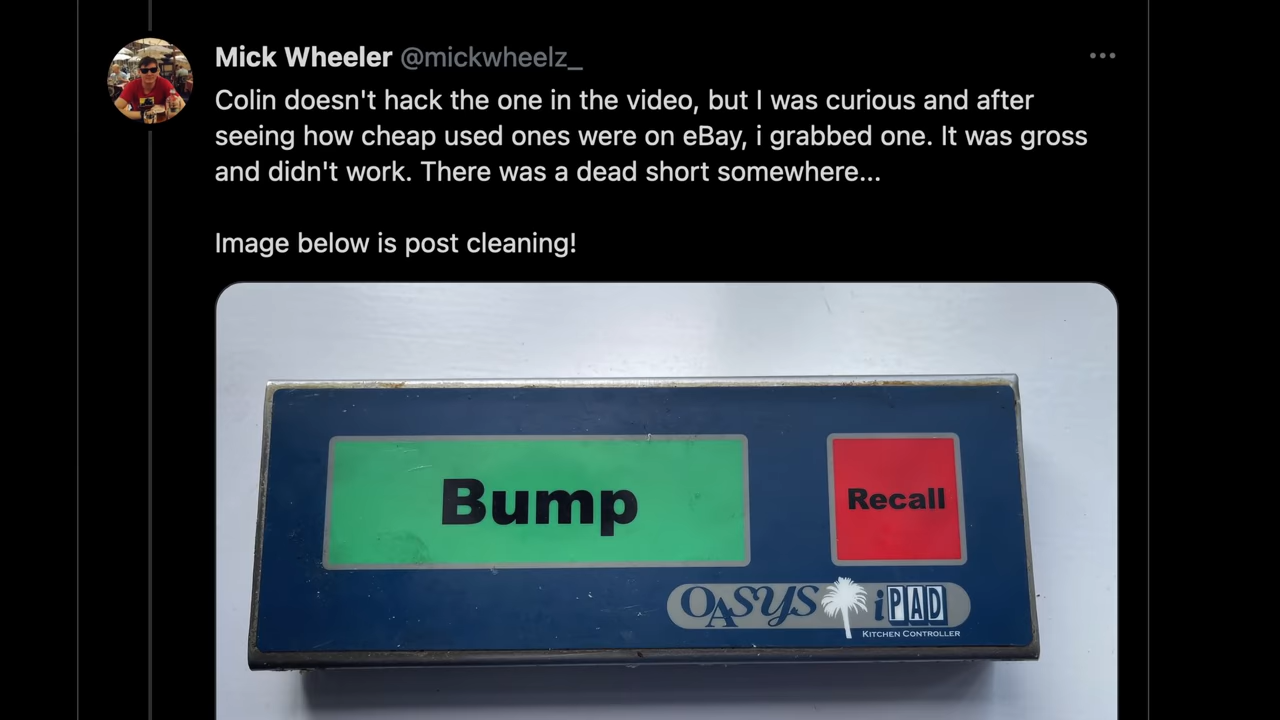 Mick Wheeler @mickwheelz_
Colin doesn't hack the one in the video, but I was curious and after
seeing how cheap used ones were on eBay, i grabbed one. It was gross
and didn't work. There was a dead short somewhere...
Image below is post cleaning!
Bump
Recall
OASYS iPAD
KITCHEN CONTROLLER